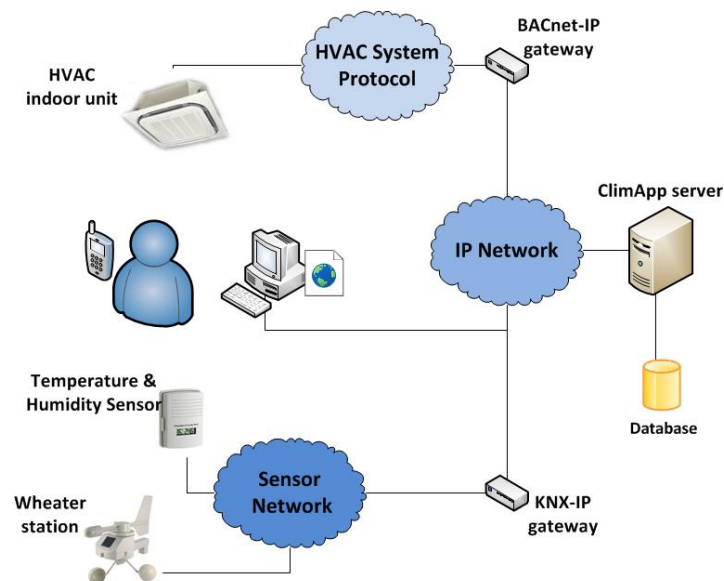 BACnet-IP
gateway
HVAC System
Protocol
HVAC
indoor unit
ClimApp server
IP Network
Temperature &
Humidity Sensor
Database
Sensor
Network
Wheater
station
KNX-IP
gateway